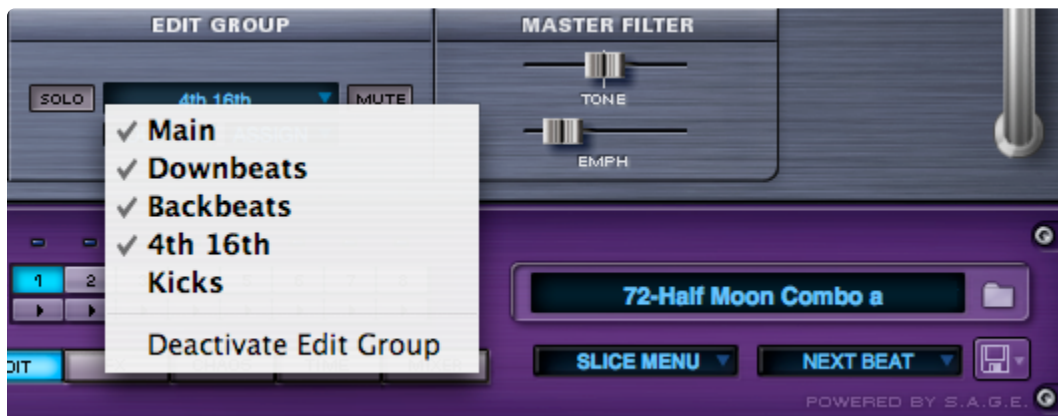 EDIT GROUP
MASTER FILTER
SOLO
4th 16th
MUTE
TONE
EMPH
Main
Downbeats
Backbeats
4th 16th
Kicks
Deactivate Edit Group
1 2
72-Half Moon Combo a
SLICE MENU
NEXT BEAT
POWERED BY S.A.G.E.